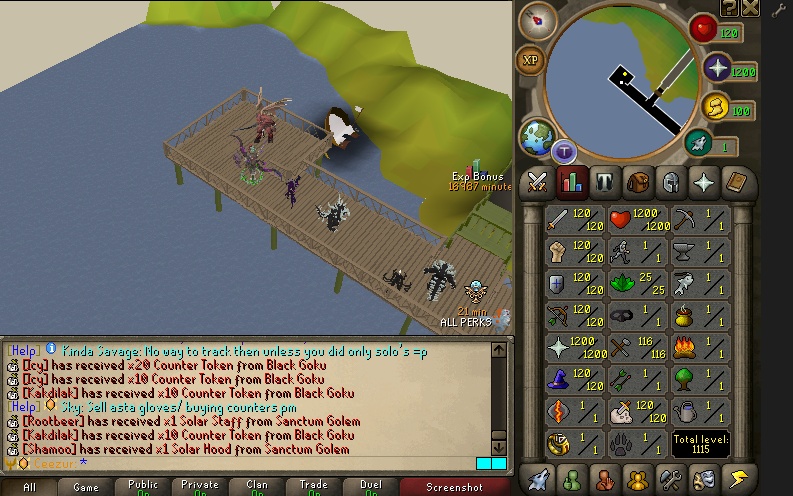 120
XP
1200
100
T
1
Exp Bonus
16987 minute
21 min
ALL PERKS
120/120 1200/1200 1/1
120/120 1/1 1/1
120/120 25/25 1/1
120/120 1/1 1/1
1200/1200 116/116 1/1
120/120 1/1 1/1
1/1 120/120 1/1
1/1 1/1 Total level: 1115
[Help] Kinda Savage: No way to track then unless you did only solo's =p
[Icy] has received x20 Counter Token from Black Goku
[Icy] has received x10 Counter Token from Black Goku
[Kakdilak] has received x10 Counter Token from Black Goku
[Help] Sky: Sell asta gloves/ buying counters pm
[Rootbeer] has received x1 Solar Staff from Sanctum Golem
[Kakdilak] has received x10 Counter Token from Black Goku
[Shamoo] has received x1 Solar Hood from Sanctum Golem
Ceezur *
All Game Public On Private On Clan On Trade On Duel On Screenshot